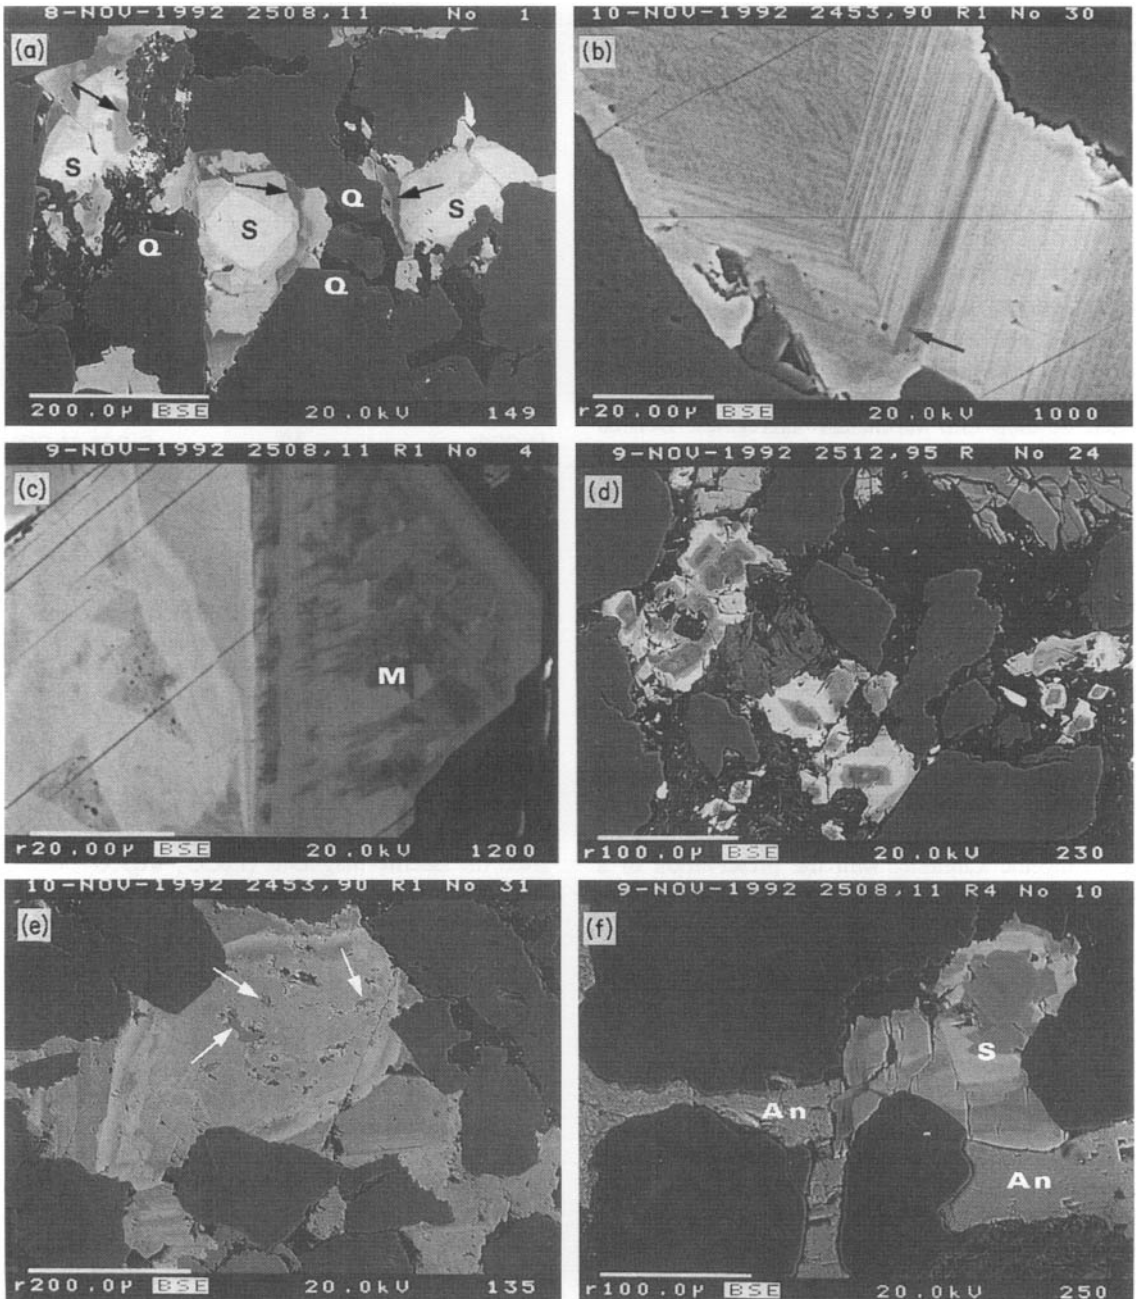 8-NOV-1992 2508,11 No 1
(a)
S
S
Q
S
Q
Q
200.0µ BSE 20.0kV 149
10-NOV-1992 2453,90 R1 No 30
(b)
r20.00µ BSE 20.0kV 1000
9-NOV-1992 2508,11 R1 No 4
(c)
M
r20.00µ BSE 20.0kV 1200
9-NOV-1992 2512,95 R No 24
(d)
r100.0µ BSE 20.0kV 230
10-NOV-1992 2453,90 R1 No 31
(e)
r200.0µ BSE 20.0kV 135
9-NOV-1992 2508,11 R4 No 10
(f)
S
An
An
r100.0µ BSE 20.0kV 250